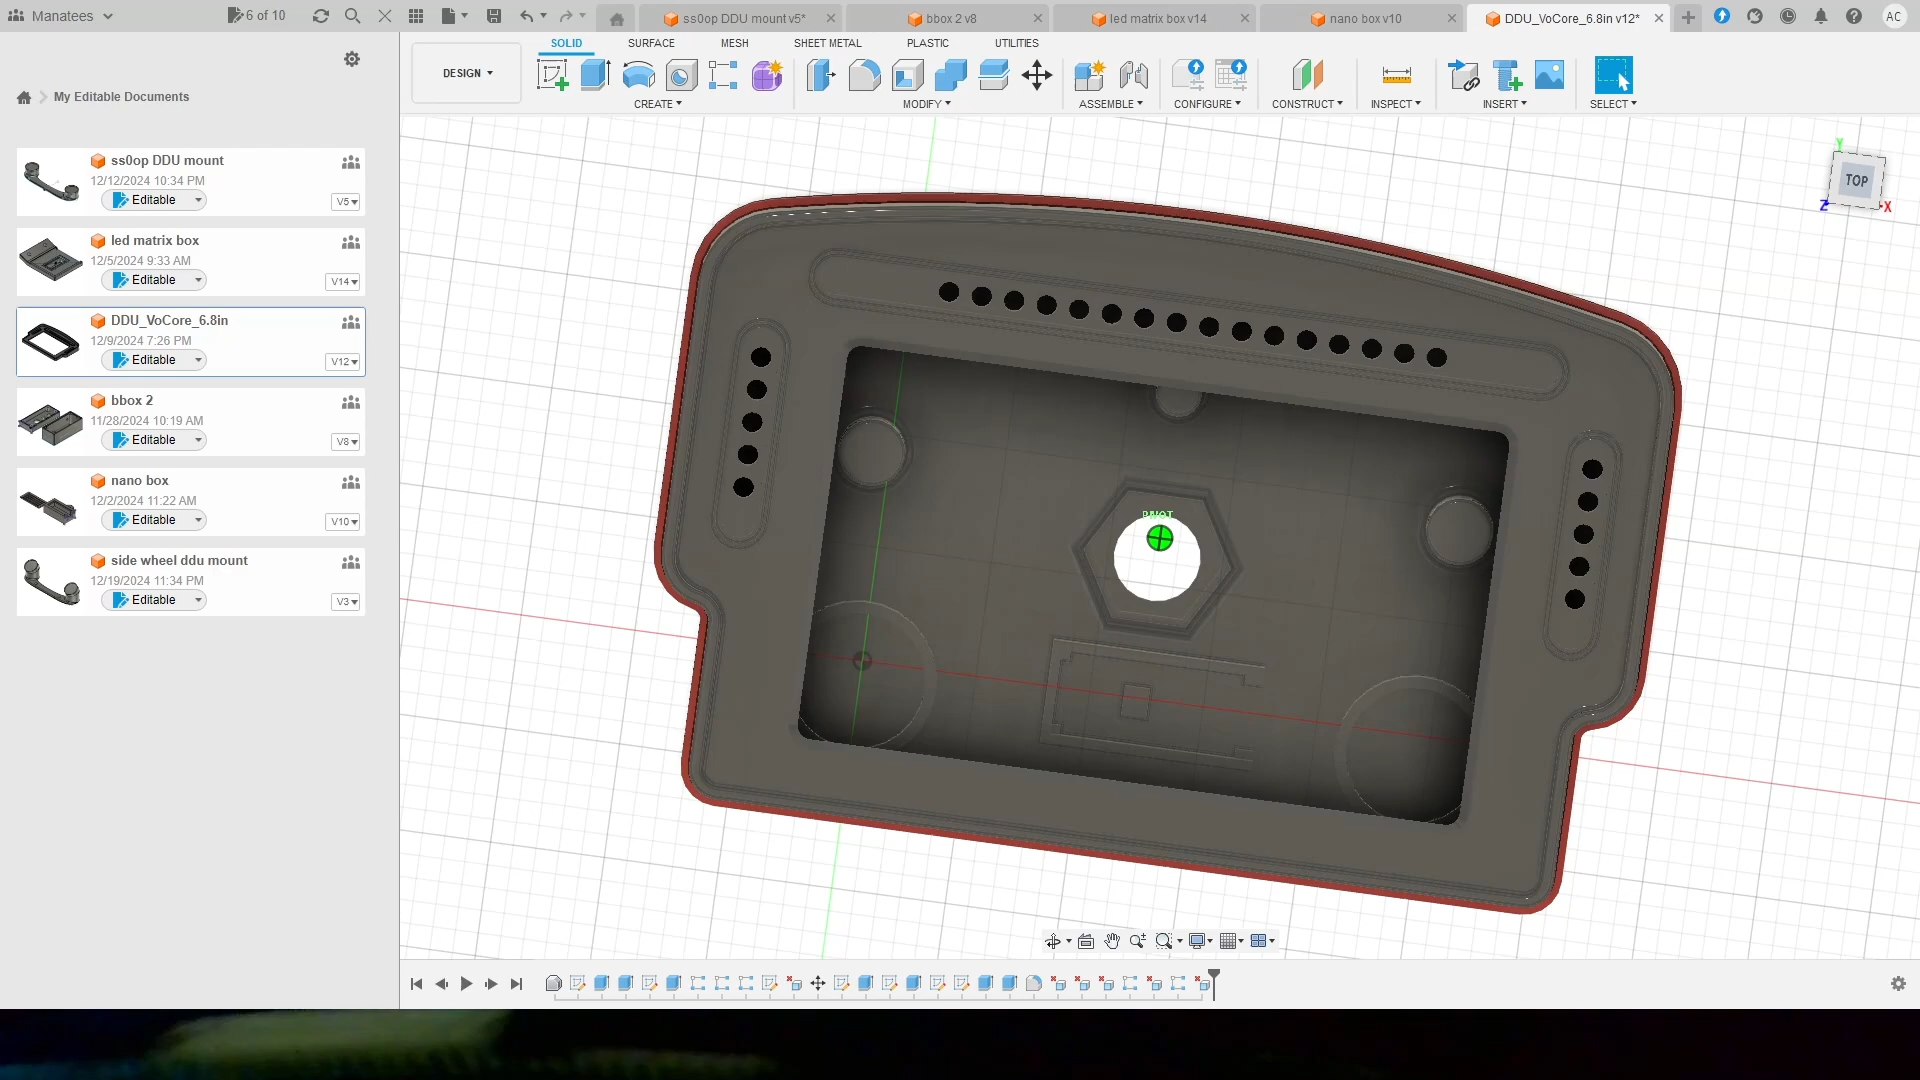 Manatees
6 of 10
ss0op DDU mount v5*
bbox 2 v8
led matrix box v14
nano box v10
DDU_VoCore_6.8in v12*
AC
DESIGN
SOLID
SURFACE
MESH
SHEET METAL
PLASTIC
UTILITIES
CREATE
MODIFY
ASSEMBLE
CONFIGURE
CONSTRUCT
INSPECT
INSERT
SELECT
My Editable Documents
ss0op DDU mount
12/12/2024 10:34 PM
Editable
V5
led matrix box
12/5/2024 9:33 AM
Editable
V14
DDU_VoCore_6.8in
12/9/2024 7:26 PM
Editable
V12
bbox 2
11/28/2024 10:19 AM
Editable
V8
nano box
12/2/2024 11:22 AM
Editable
V10
side wheel ddu mount
12/19/2024 11:34 PM
Editable
V3
Y
TOP
Z
X